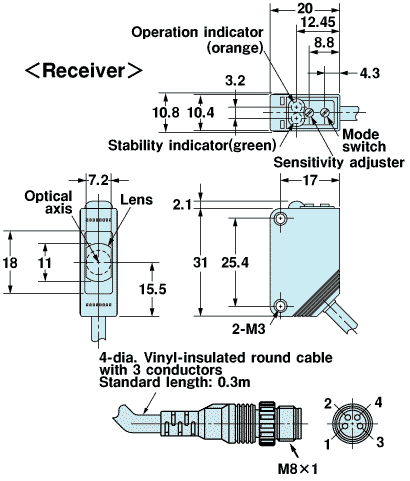 20
Operation indicator
(orange)
12.45
8.8
<Receiver>
3.2
4.3
10.8
10.4
Stability indicator(green)
Mode
switch
Sensitivity adjuster
7.2
Optical
axis
Lens
17
2.1
18
11
15.5
31
25.4
2-M3
4-dia. Vinyl-insulated round cable
with 3 conductors
Standard length: 0.3m
2
4
1
3
M8×1